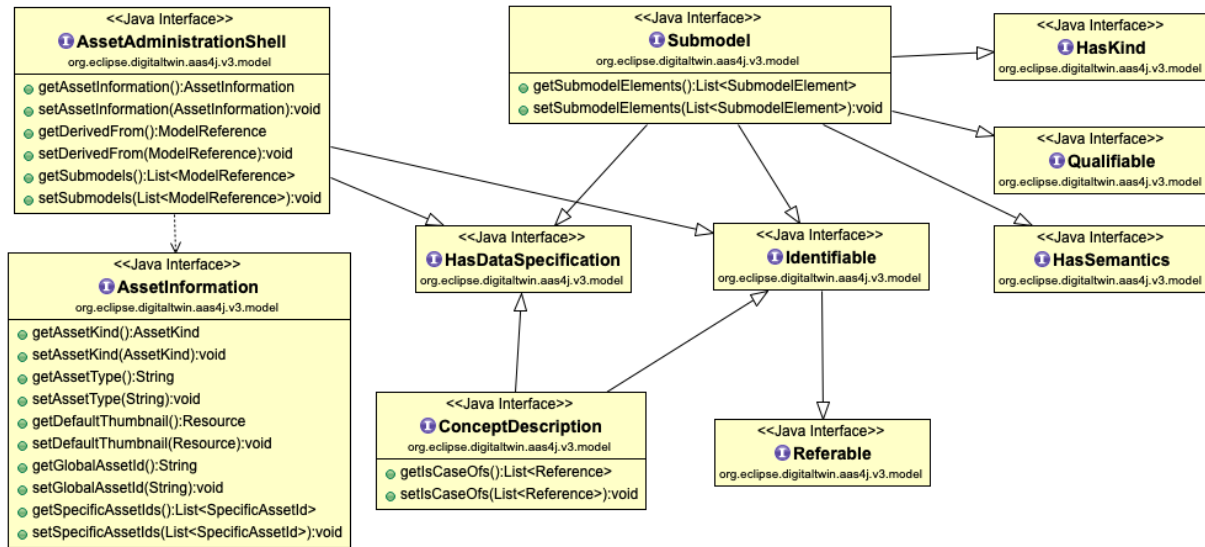 <<Java Interface>>
AssetAdministrationShell
org.eclipse.digitaltwin.aas4j.v3.model
getAssetInformation():AssetInformation
setAssetInformation(AssetInformation):void
getDerivedFrom():ModelReference
setDerivedFrom(ModelReference):void
getSubmodels():List<ModelReference>
setSubmodels(List<ModelReference>):void
<<Java Interface>>
Submodel
org.eclipse.digitaltwin.aas4j.v3.model
getSubmodelElements():List<SubmodelElement>
setSubmodelElements(List<SubmodelElement>):void
<<Java Interface>>
HasKind
org.eclipse.digitaltwin.aas4j.v3.model
<<Java Interface>>
Qualifiable
org.eclipse.digitaltwin.aas4j.v3.model
<<Java Interface>>
HasDataSpecification
org.eclipse.digitaltwin.aas4j.v3.model
<<Java Interface>>
Identifiable
org.eclipse.digitaltwin.aas4j.v3.model
<<Java Interface>>
HasSemantics
org.eclipse.digitaltwin.aas4j.v3.model
<<Java Interface>>
AssetInformation
org.eclipse.digitaltwin.aas4j.v3.model
getAssetKind():AssetKind
setAssetKind(AssetKind):void
getAssetType():String
setAssetType(String):void
getDefaultThumbnail():Resource
setDefaultThumbnail(Resource):void
getGlobalAssetId():String
setGlobalAssetId(String):void
getSpecificAssetIds():List<SpecificAssetId>
setSpecificAssetIds(List<SpecificAssetId>):void
<<Java Interface>>
ConceptDescription
org.eclipse.digitaltwin.aas4j.v3.model
getIsCaseOfs():List<Reference>
setIsCaseOfs(List<Reference>):void
<<Java Interface>>
Referable
org.eclipse.digitaltwin.aas4j.v3.model